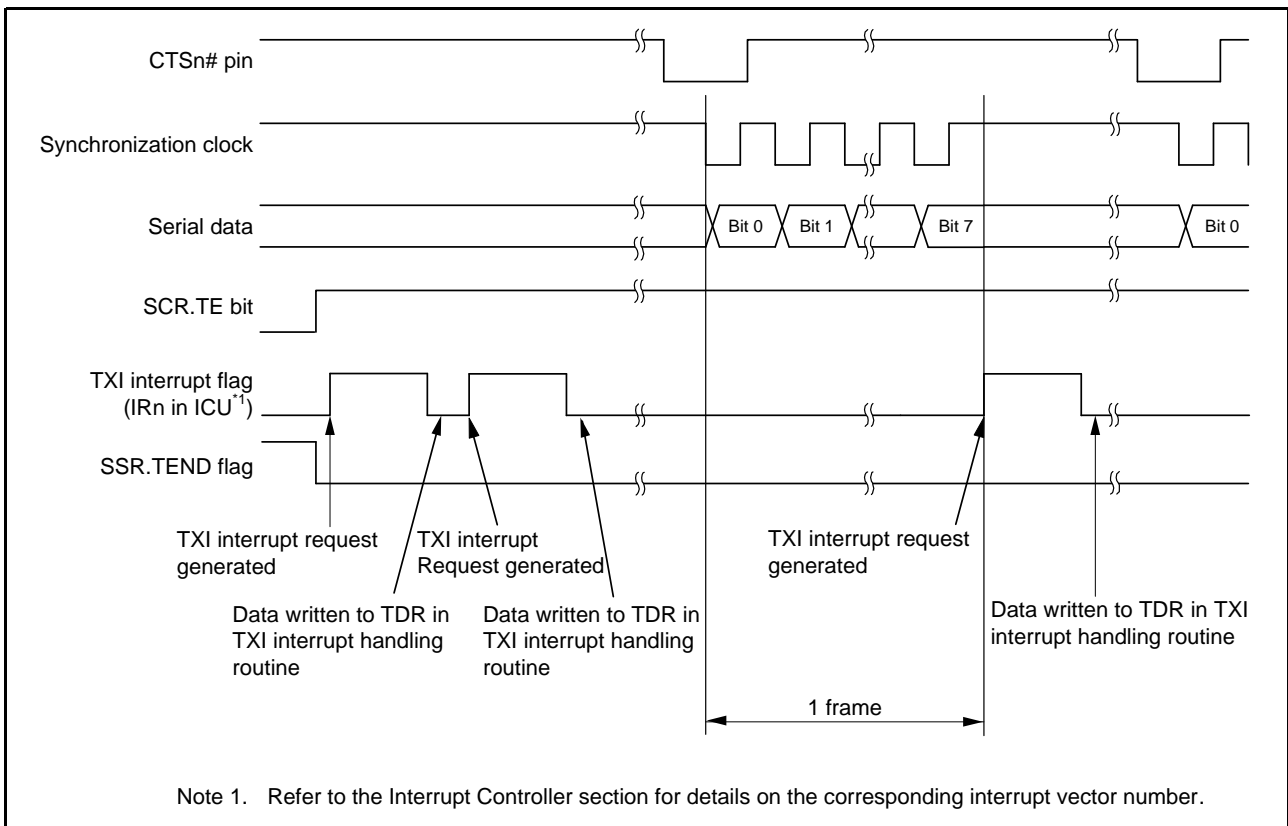 CTSn# pin
Synchronization clock
Serial data
Bit 0
Bit 1
Bit 7
Bit 0
SCR.TE bit
TXI interrupt flag
(IRn in ICU*1)
SSR.TEND flag
TXI interrupt request
generated
TXI interrupt
Request generated
TXI interrupt request
generated
Data written to TDR in
TXI interrupt handling
routine
Data written to TDR in
TXI interrupt handling
routine
Data written to TDR in TXI
interrupt handling routine
1 frame
Note 1. Refer to the Interrupt Controller section for details on the corresponding interrupt vector number.